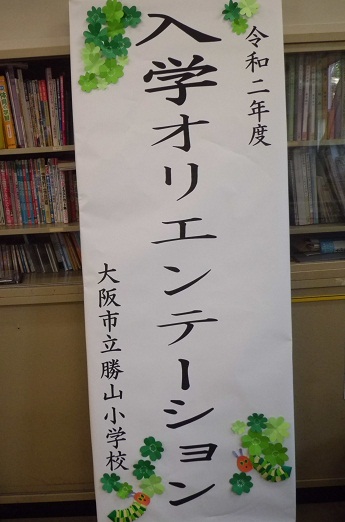 令和二年度
入学オリエンテーション
大阪市立勝山小学校